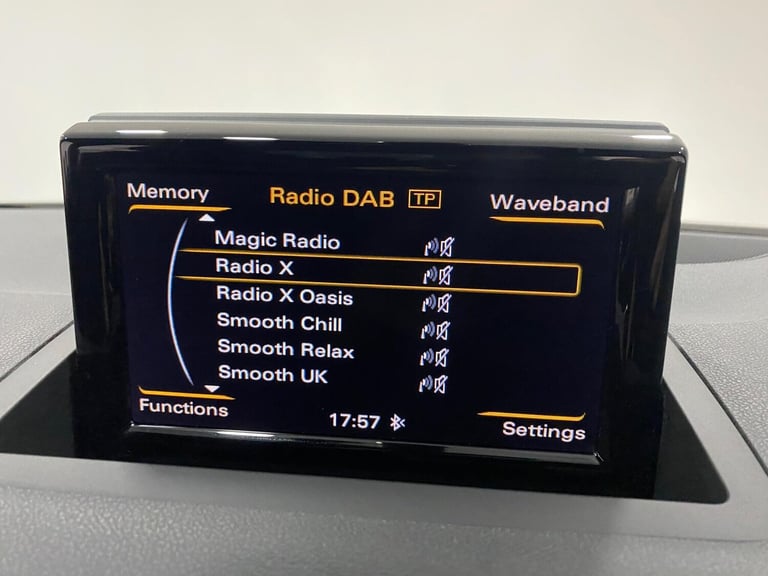 Memory
Radio DAB TP
Waveband
Magic Radio
Radio X
Radio X Oasis
Smooth Chill
Smooth Relax
Smooth UK
Functions
17:57
Settings